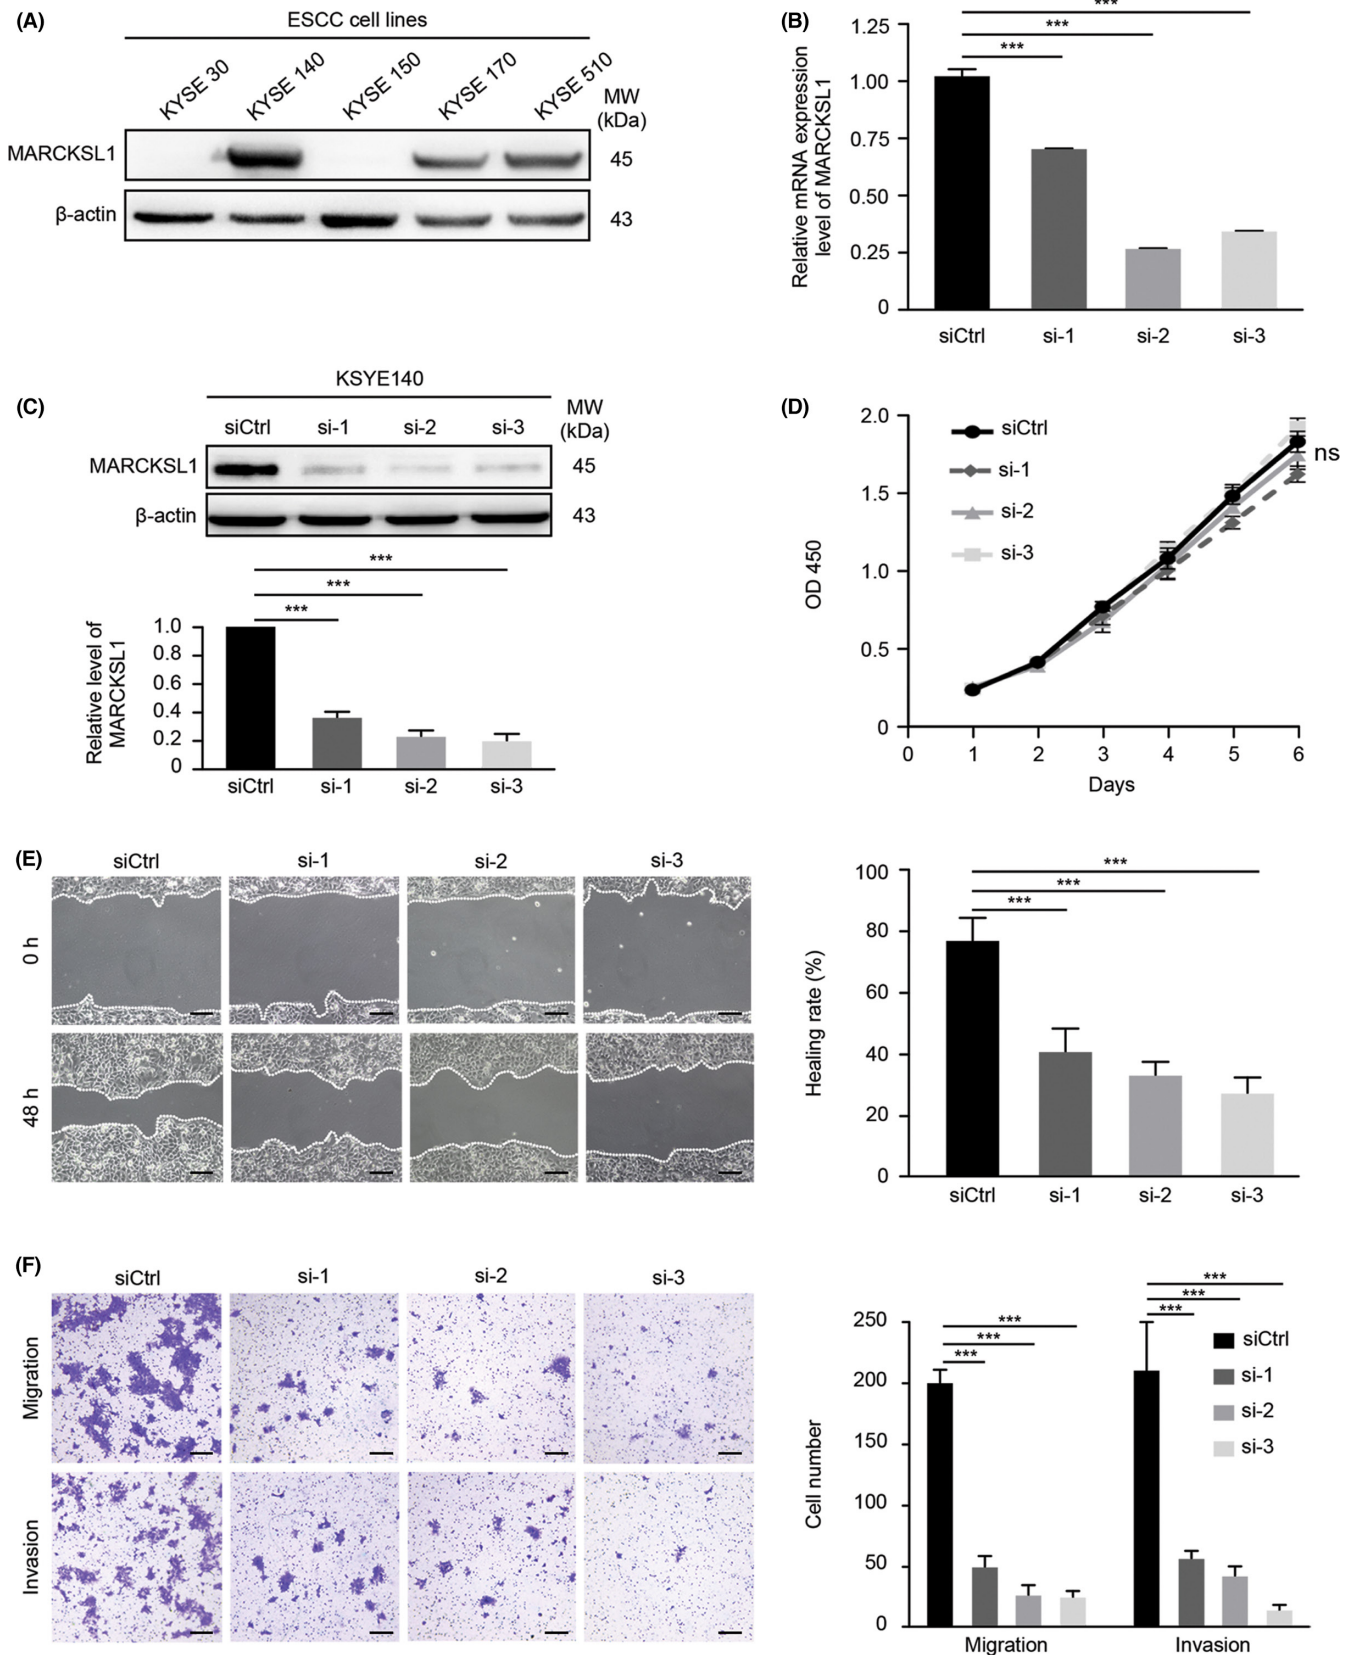 (A)
ESCC cell lines
KYSE 30
KYSE 140
KYSE 150
KYSE 170
KYSE 510
MW
(kDa)
MARCKSL1
45
β-actin
43
(B)
***
***
***
Relative mRNA expression
level of MARCKSL1
1.25
1.00
0.75
0.50
0.25
0
siCtrl si-1 si-2 si-3
(C)
KSYE140
siCtrl si-1 si-2 si-3
MW
(kDa)
MARCKSL1
45
β-actin
43
***
***
***
Relative level of
MARCKSL1
1.0
0.8
0.6
0.4
0.2
0
siCtrl si-1 si-2 si-3
(D)
OD 450
2.0
1.5
1.0
0.5
0
siCtrl
si-1
si-2
si-3
ns
0 1 2 3 4 5 6
Days
(E)
siCtrl si-1 si-2 si-3
0 h
48 h
Healing rate (%)
100
80
60
40
20
0
***
***
***
siCtrl si-1 si-2 si-3
(F)
siCtrl si-1 si-2 si-3
Migration
Invasion
Cell number
250
200
150
100
50
0
***
***
***
***
***
***
siCtrl
si-1
si-2
si-3
Migration Invasion